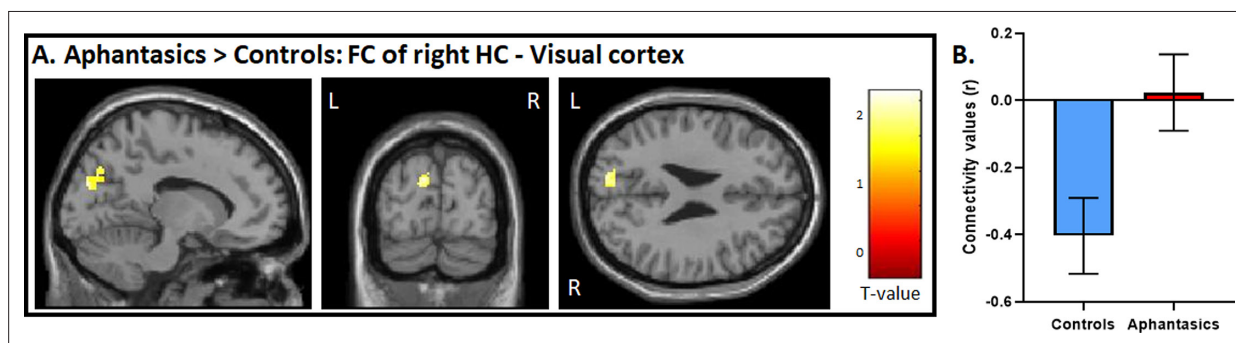 A. Aphantasics > Controls: FC of right HC - Visual cortex
L
R
L
R
2
1
0
T-value
B.
Connectivity values (r)
0.2
0.0
-0.2
-0.4
-0.6
Controls
Aphantasics